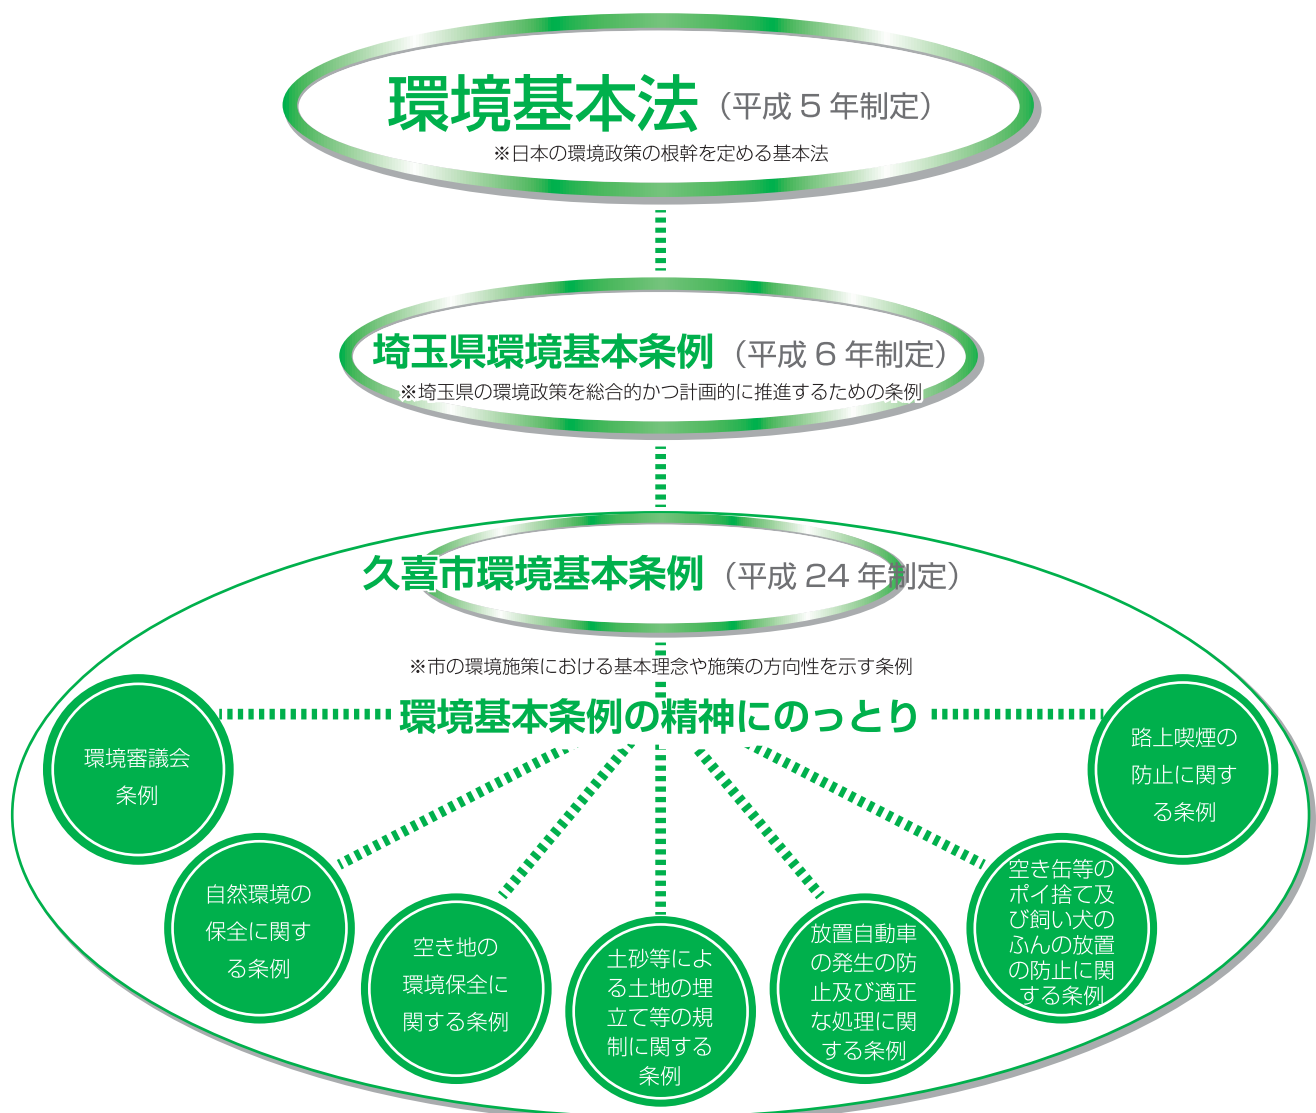 環境基本法（平成 5 年制定）
※日本の環境政策の根幹を定める基本法
埼玉県環境基本条例（平成 6 年制定）
※埼玉県の環境政策を総合的かつ計画的に推進するための条例
久喜市環境基本条例（平成 24 年制定）
※市の環境施策における基本理念や施策の方向性を示す条例
環境基本条例の精神にのっとり
環境審議会
条例
自然環境の
保全に関す
る条例
空き地の
環境保全に
関する条例
土砂等によ
る土地の埋
立て等の規
制に関する
条例
放置自動車
の発生の防
止及び適正
な処理に関
する条例
空き缶等の
ポイ捨て及
び飼い犬の
ふんの放置
の防止に関
する条例
路上喫煙の
防止に関す
る条例